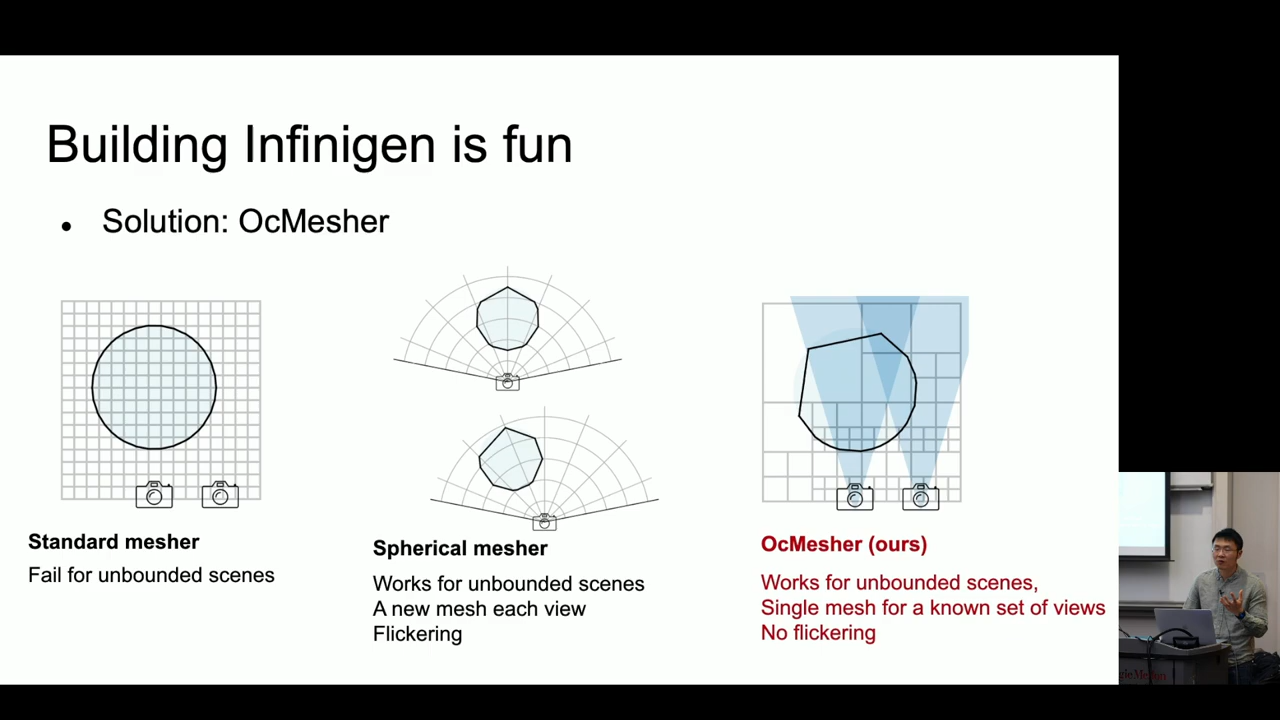 Building Infinigen is fun
● Solution: OcMesher
Standard mesher
Fail for unbounded scenes
Spherical mesher
Works for unbounded scenes
A new mesh each view
Flickering
OcMesher (ours)
Works for unbounded scenes,
Single mesh for a known set of views
No flickering